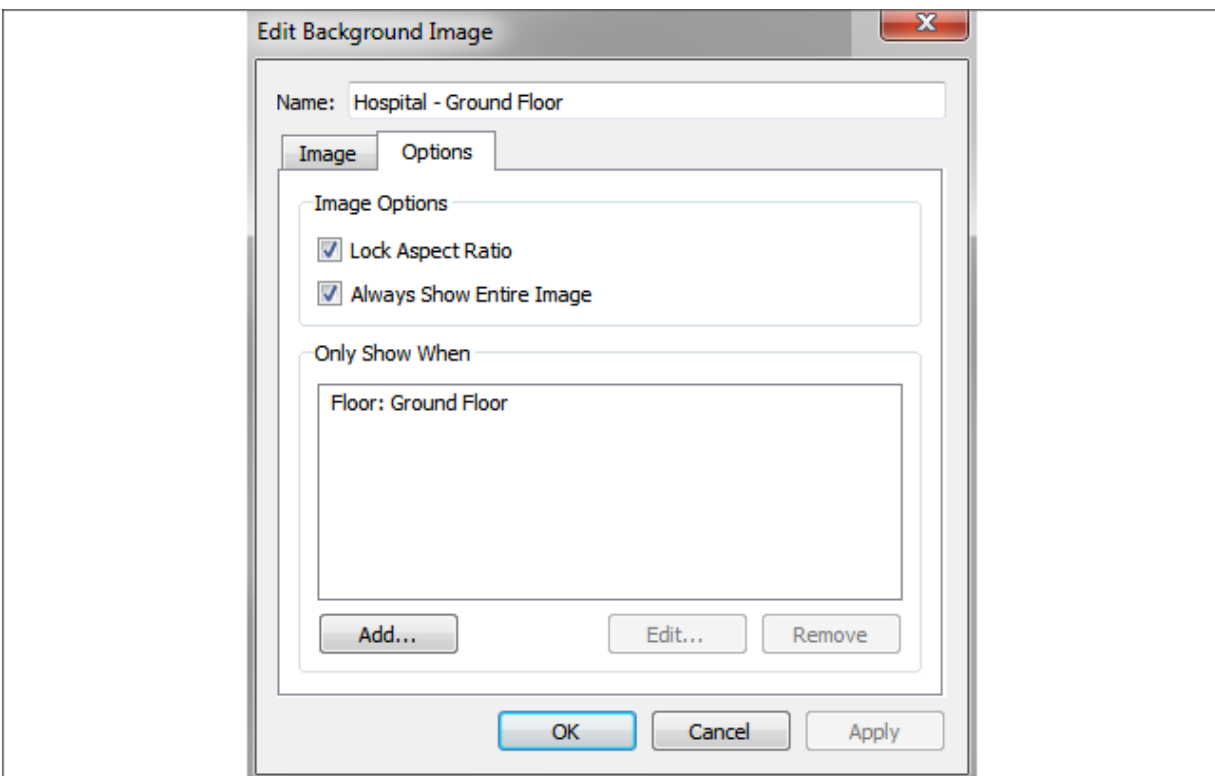 Edit Background Image
Name: Hospital - Ground Floor
Image Options
Image Options
Lock Aspect Ratio
Always Show Entire Image
Only Show When
Floor: Ground Floor
Add... Edit... Remove
OK Cancel Apply